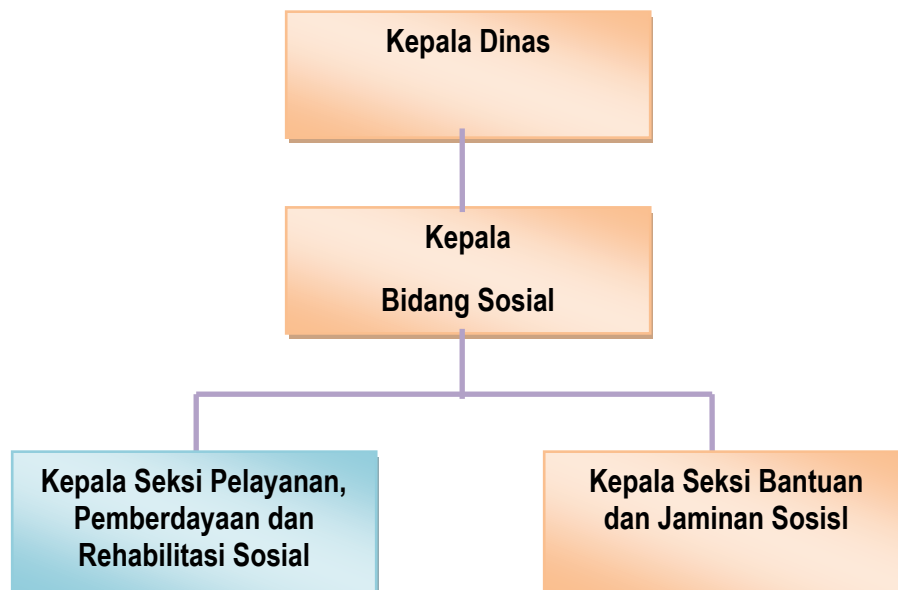 Kepala Dinas
Kepala
Bidang Sosial
Kepala Seksi Pelayanan,
Pemberdayaan dan
Rehabilitasi Sosial
Kepala Seksi Bantuan
dan Jaminan Sosisl